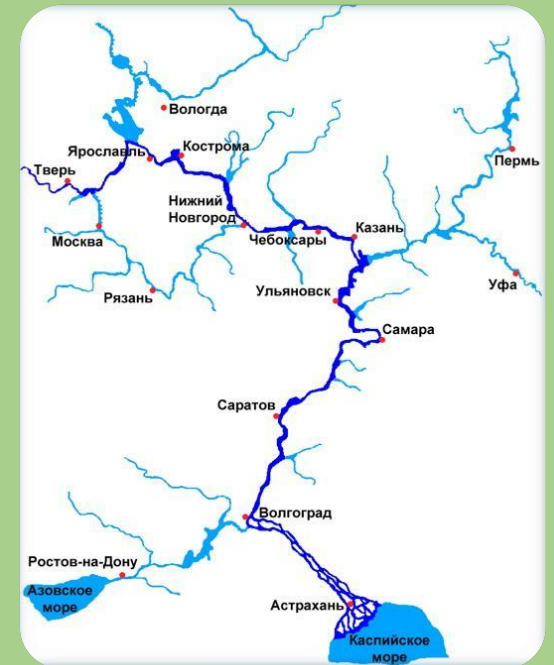 Вологда
Ярославль
Кострома
Тверь
Пермь
Нижний
Новгород
Чебоксары
Казань
Москва
Рязань
Ульяновск
Уфа
Самара
Саратов
Волгоград
Ростов-на-Дону
Азовское
море
Астрахань
Каспийское
море